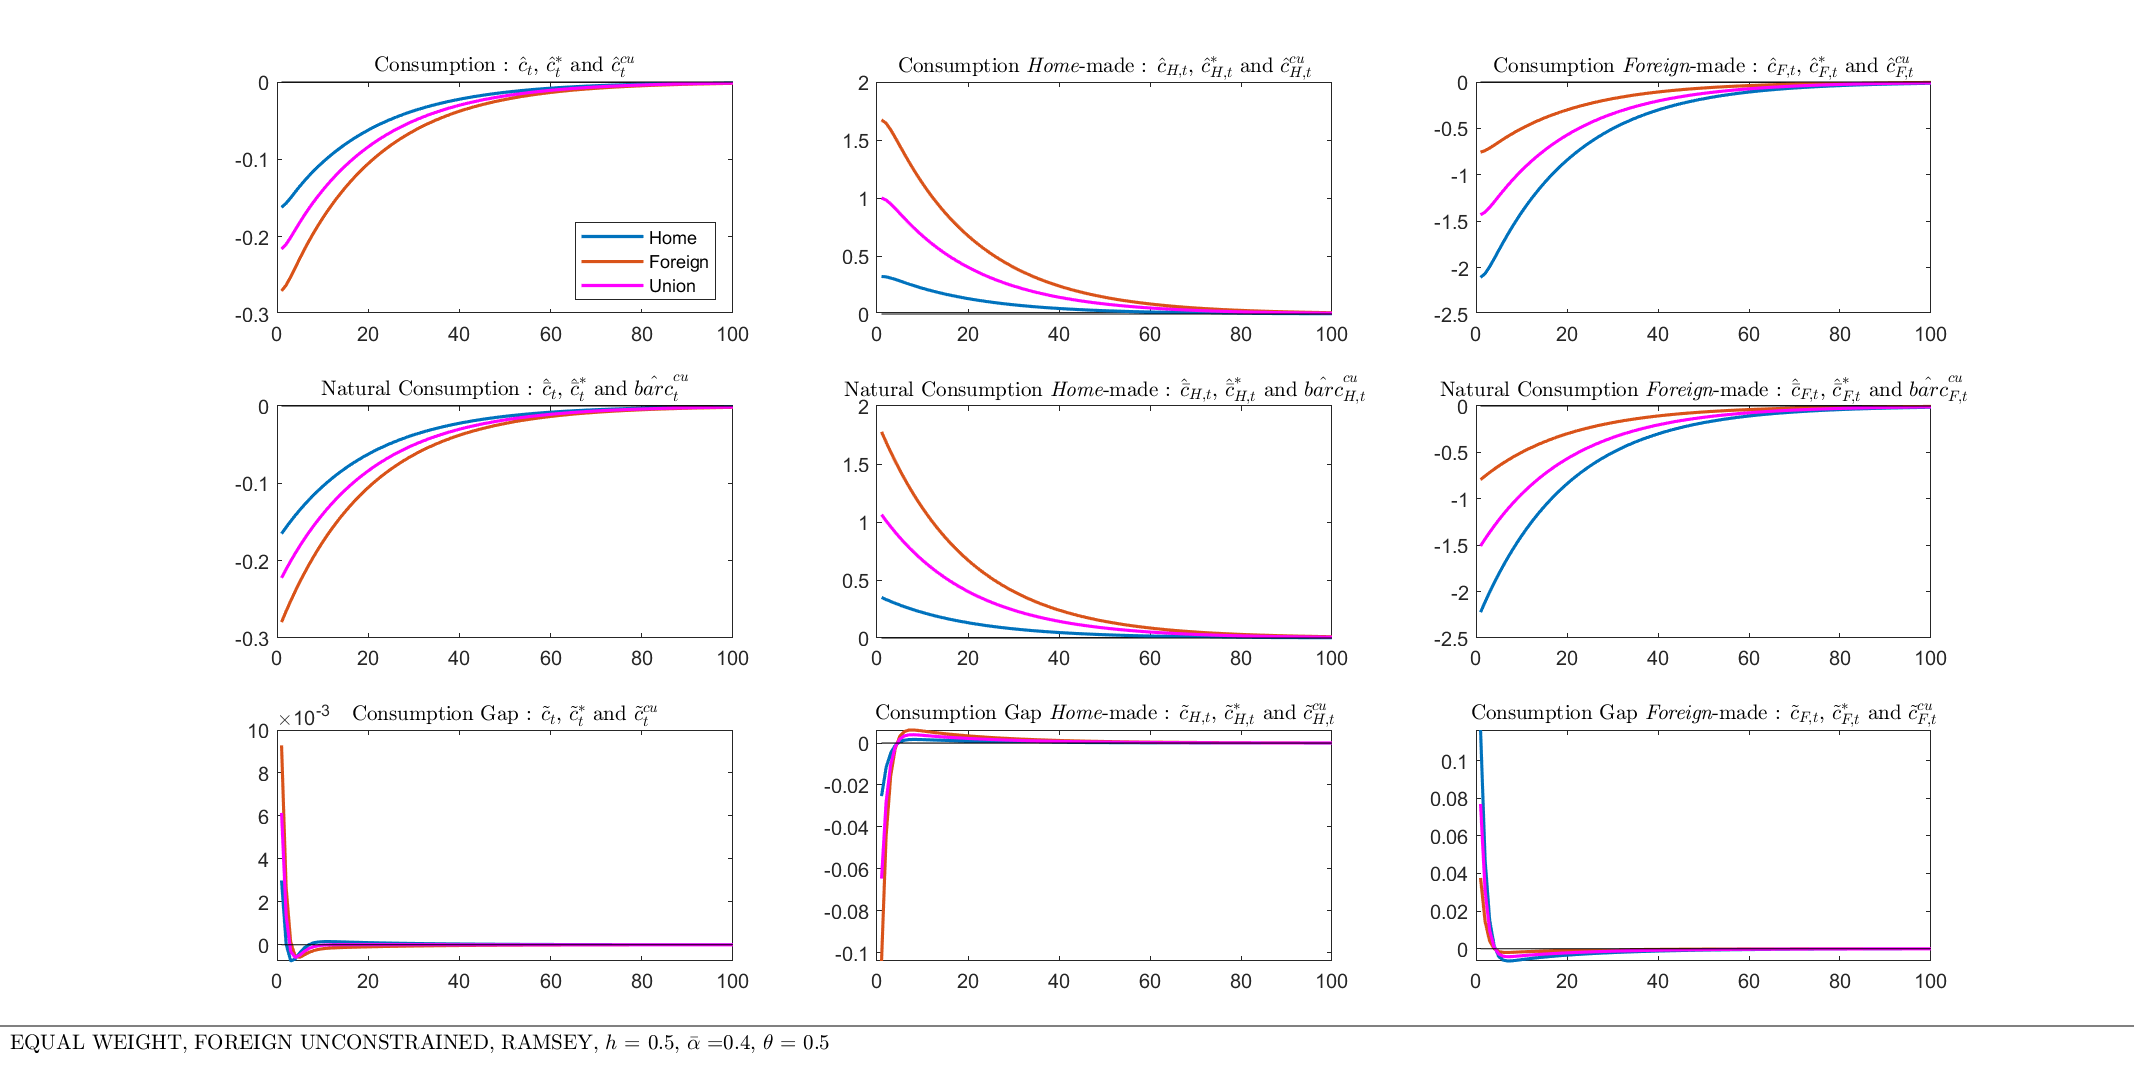 Consumption : ĉ_t, ĉ*_t and ĉ^cu_t
Consumption Home-made : ĉ_H,t, ĉ*_H,t and ĉ^cu_H,t
Consumption Foreign-made : ĉ_F,t, ĉ*_F,t and ĉ^cu_F,t
0
-0.1
-0.2
-0.3
0 20 40 60 80 100
Home
Foreign
Union
2
1.5
1
0.5
0
0 20 40 60 80 100
0
-0.5
-1
-1.5
-2
-2.5
0 20 40 60 80 100
Natural Consumption : ĉ̄_t, ĉ̄*_t and bar̂c^cu_t
Natural Consumption Home-made : ĉ̄_H,t, ĉ̄*_H,t and bar̂c^cu_H,t
Natural Consumption Foreign-made : ĉ̄_F,t, ĉ̄*_F,t and bar̂c^cu_F,t
0
-0.1
-0.2
-0.3
0 20 40 60 80 100
2
1.5
1
0.5
0
0 20 40 60 80 100
0
-0.5
-1
-1.5
-2
-2.5
0 20 40 60 80 100
×10^-3
Consumption Gap : c̃_t, c̃*_t and c̃^cu_t
Consumption Gap Home-made : c̃_H,t, c̃*_H,t and c̃^cu_H,t
Consumption Gap Foreign-made : c̃_F,t, c̃*_F,t and c̃^cu_F,t
10
8
6
4
2
0
0 20 40 60 80 100
0
-0.02
-0.04
-0.06
-0.08
-0.1
0 20 40 60 80 100
0.1
0.08
0.06
0.04
0.02
0
0 20 40 60 80 100
EQUAL WEIGHT, FOREIGN UNCONSTRAINED, RAMSEY, h = 0.5, ᾱ =0.4, θ = 0.5